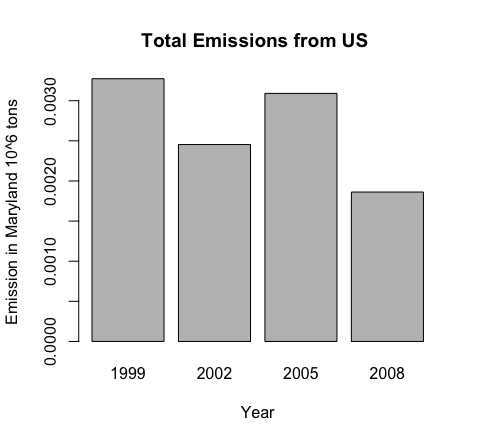 Total Emissions from US
Emission in Maryland 10^6 tons
0.0030
0.0020
0.0010
0.0000
1999 2002 2005 2008
Year